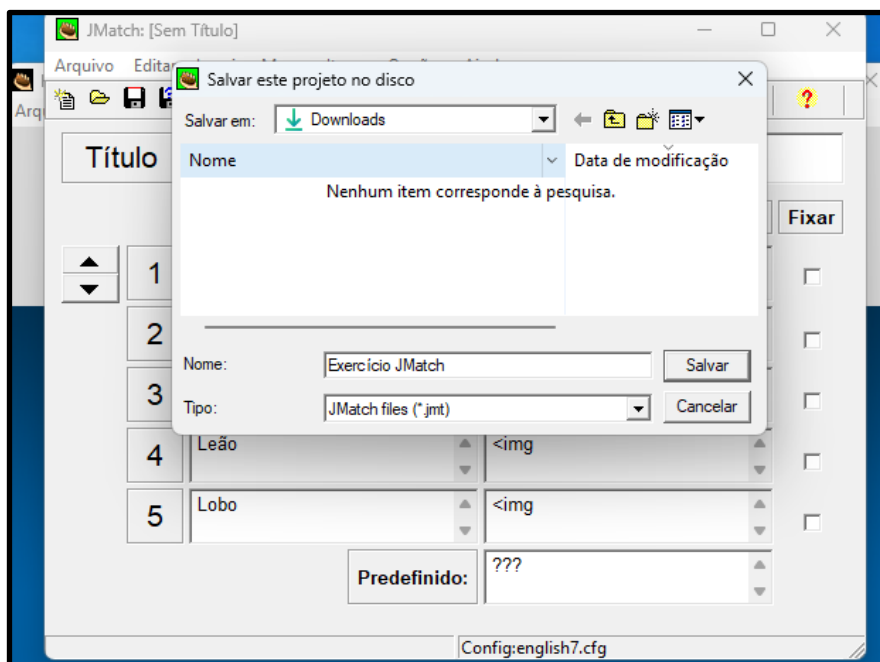 JMatch: [Sem Título]
Arquivo Editar
Salvar este projeto no disco
Salvar em: Downloads
Nome Data de modificação
Nenhum item corresponde à pesquisa.
Título
Fixar
1
2
3
Nome: Exercício JMatch Salvar
Tipo: JMatch files (*.jmt) Cancelar
4 Leão <img
5 Lobo <img
Predefinido: ???
Config:english7.cfg